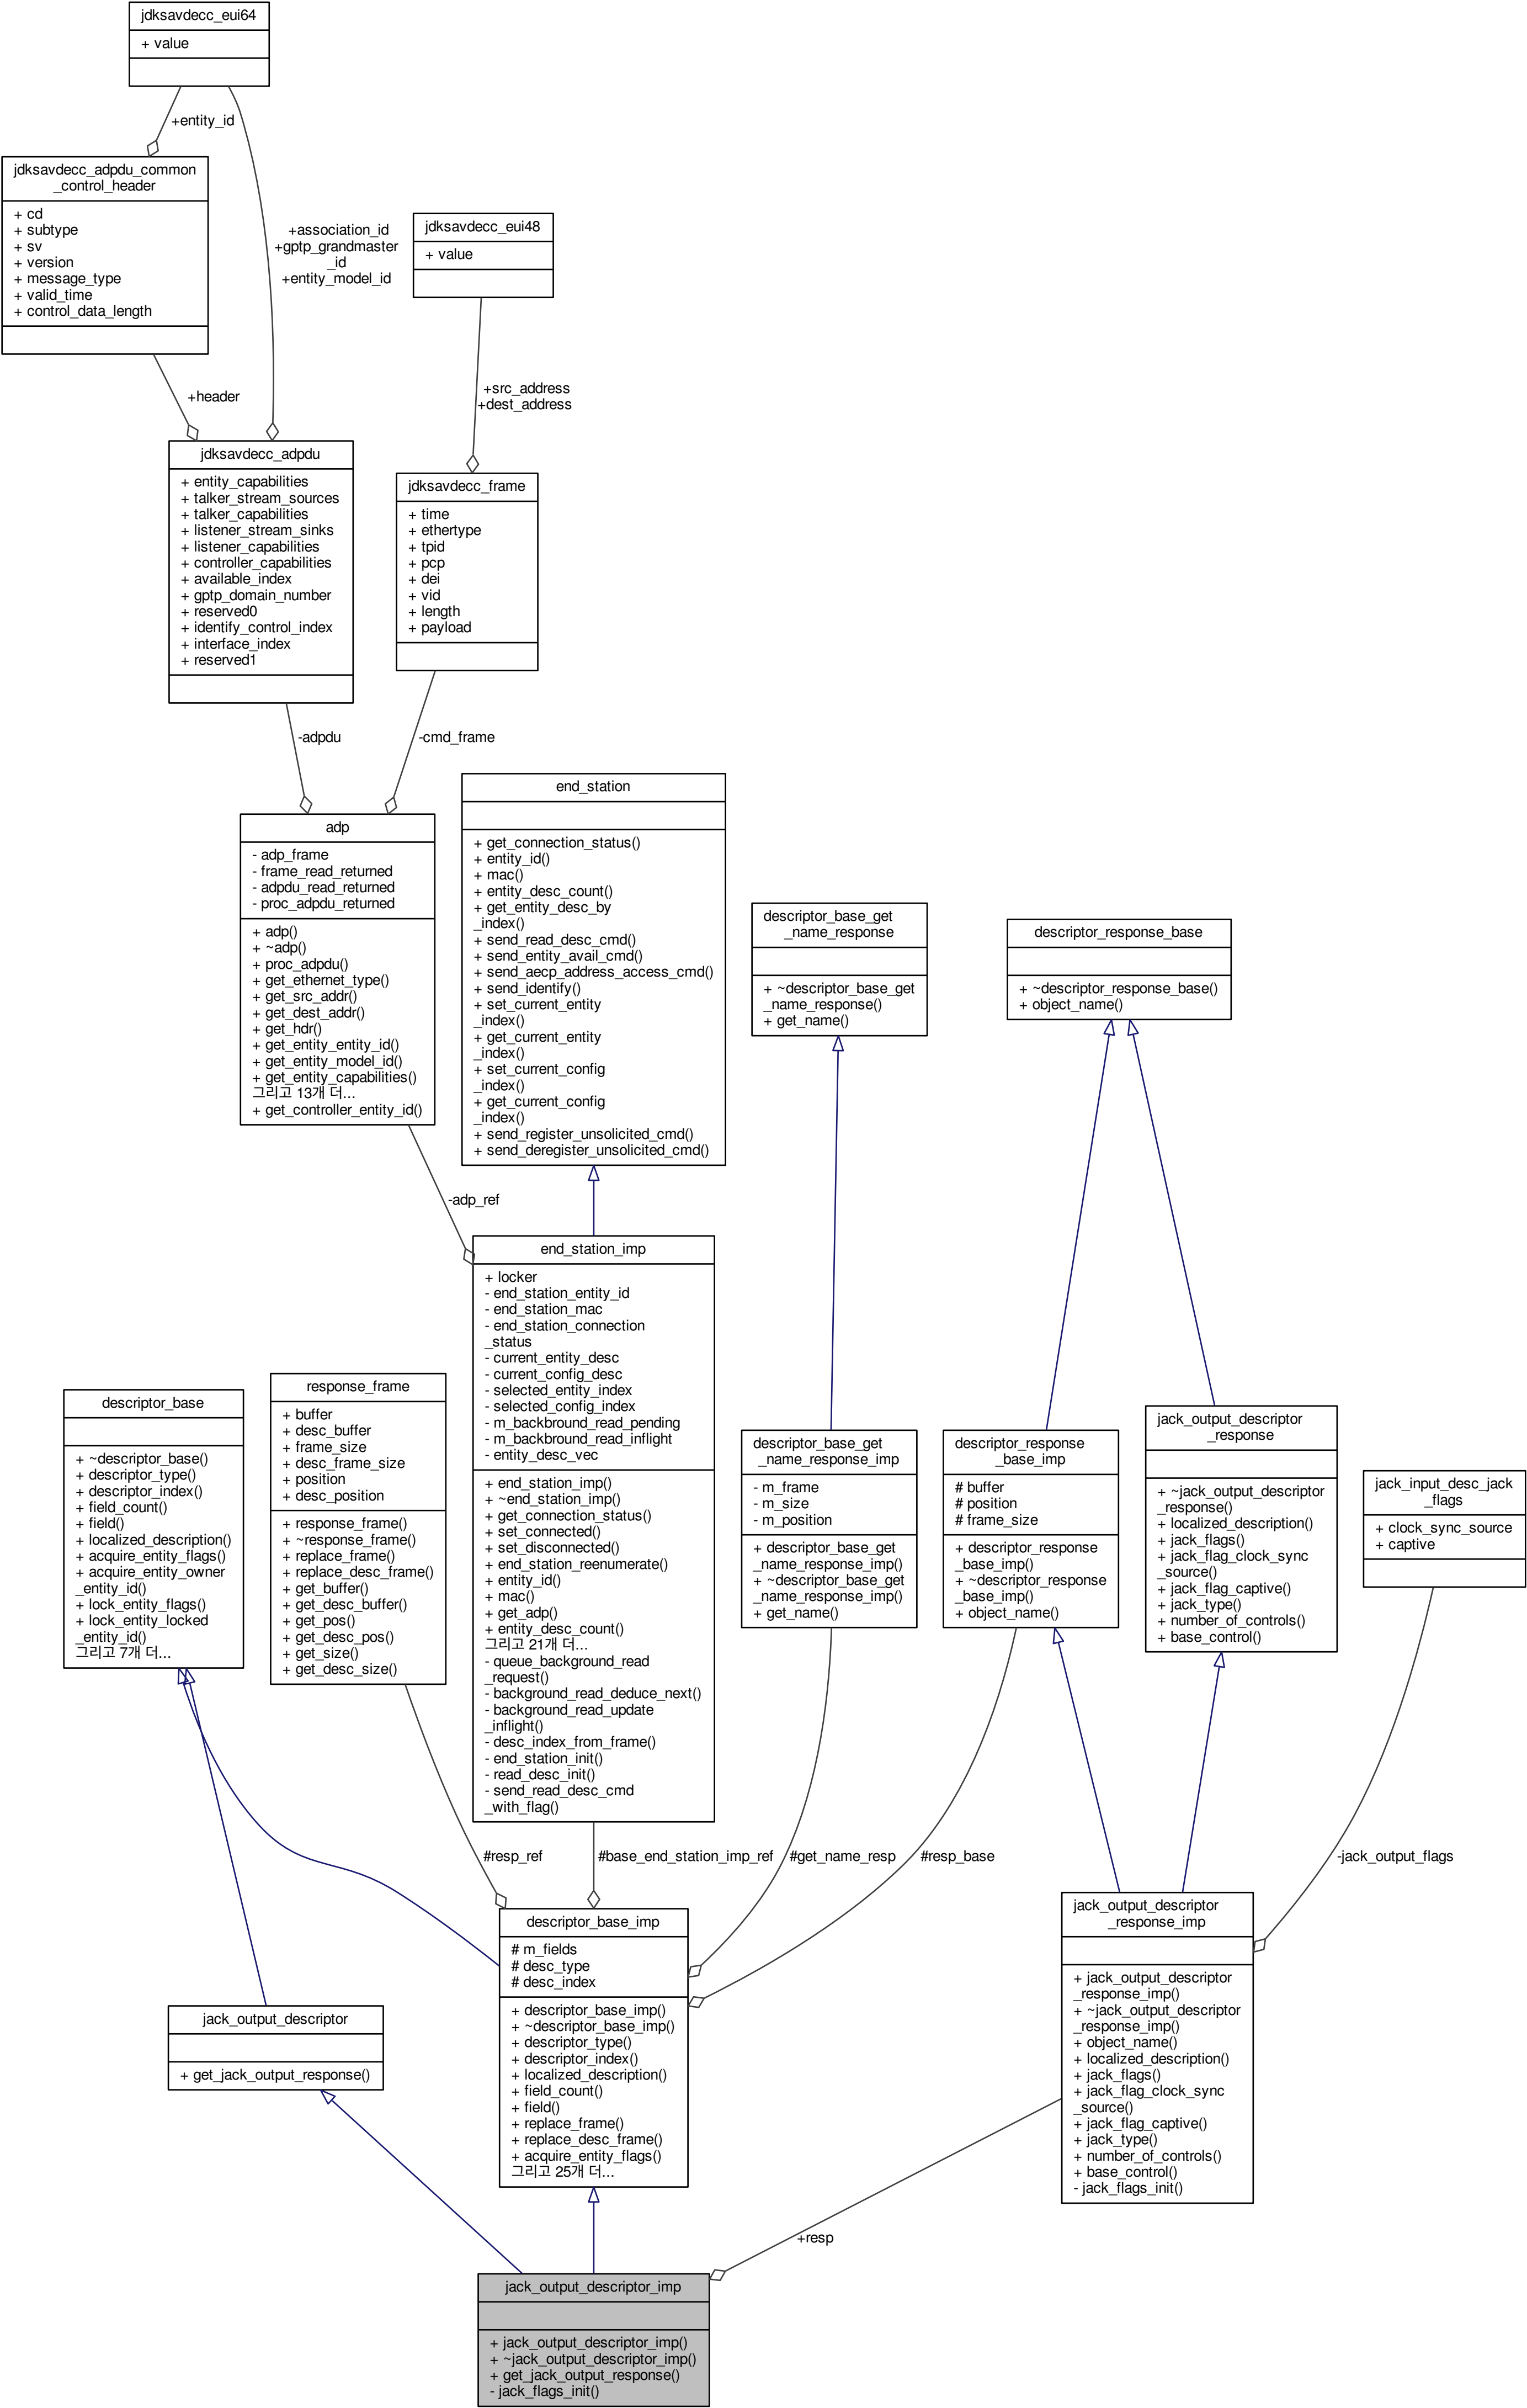 jdksavdecc_eui64
+ value
+entity_id
jdksavdecc_adpdu_common
_control_header
+ cd
+ subtype
+ sv
+ version
+ message_type
+ valid_time
+ control_data_length
+association_id
+gptp_grandmaster
_id
+entity_model_id
jdksavdecc_eui48
+ value
+header
+src_address
+dest_address
jdksavdecc_adpdu
+ entity_capabilities
+ talker_stream_sources
+ talker_capabilities
+ listener_stream_sinks
+ listener_capabilities
+ controller_capabilities
+ available_index
+ gptp_domain_number
+ reserved0
+ identify_control_index
+ interface_index
+ reserved1
jdksavdecc_frame
+ time
+ ethertype
+ tpid
+ pcp
+ dei
+ vid
+ length
+ payload
-adpdu
-cmd_frame
adp
- adp_frame
- frame_read_returned
- adpdu_read_returned
- proc_adpdu_returned
+ adp()
+ ~adp()
+ proc_adpdu()
+ get_ethernet_type()
+ get_src_addr()
+ get_dest_addr()
+ get_hdr()
+ get_entity_entity_id()
+ get_entity_model_id()
+ get_entity_capabilities()
그리고 13개 더...
+ get_controller_entity_id()
end_station
+ get_connection_status()
+ entity_id()
+ mac()
+ entity_desc_count()
+ get_entity_desc_by
_index()
+ send_read_desc_cmd()
+ send_entity_avail_cmd()
+ send_aecp_address_access_cmd()
+ send_identify()
+ set_current_entity
_index()
+ get_current_entity
_index()
+ set_current_config
_index()
+ get_current_config
_index()
+ send_register_unsolicited_cmd()
+ send_deregister_unsolicited_cmd()
descriptor_base_get
_name_response
+ ~descriptor_base_get
_name_response()
+ get_name()
descriptor_response_base
+ ~descriptor_response_base()
+ object_name()
-adp_ref
end_station_imp
+ locker
- end_station_entity_id
- end_station_mac
- end_station_connection
_status
- current_entity_desc
- current_config_desc
- selected_entity_index
- selected_config_index
- m_backbround_read_pending
- m_backbround_read_inflight
- entity_desc_vec
+ end_station_imp()
+ ~end_station_imp()
+ get_connection_status()
+ set_connected()
+ set_disconnected()
+ end_station_reenumerate()
+ entity_id()
+ mac()
+ get_adp()
+ entity_desc_count()
그리고 21개 더...
- queue_background_read
_request()
- background_read_deduce_next()
- background_read_update
_inflight()
- desc_index_from_frame()
- end_station_init()
- read_desc_init()
- send_read_desc_cmd
_with_flag()
descriptor_base
+ ~descriptor_base()
+ descriptor_type()
+ descriptor_index()
+ field_count()
+ field()
+ localized_description()
+ acquire_entity_flags()
+ acquire_entity_owner
_entity_id()
+ lock_entity_flags()
+ lock_entity_locked
_entity_id()
그리고 7개 더...
response_frame
+ buffer
+ desc_buffer
+ frame_size
+ desc_frame_size
+ position
+ desc_position
+ response_frame()
+ ~response_frame()
+ replace_frame()
+ replace_desc_frame()
+ get_buffer()
+ get_desc_buffer()
+ get_pos()
+ get_desc_pos()
+ get_size()
+ get_desc_size()
descriptor_base_get
_name_response_imp
- m_frame
- m_size
- m_position
+ descriptor_base_get
_name_response_imp()
+ ~descriptor_base_get
_name_response_imp()
+ get_name()
descriptor_response
_base_imp
# buffer
# position
# frame_size
+ descriptor_response
_base_imp()
+ ~descriptor_response
_base_imp()
+ object_name()
jack_output_descriptor
_response
+ ~jack_output_descriptor
_response()
+ localized_description()
+ jack_flags()
+ jack_flag_clock_sync
_source()
+ jack_flag_captive()
+ jack_type()
+ number_of_controls()
+ base_control()
jack_input_desc_jack
_flags
+ clock_sync_source
+ captive
#resp_ref
#base_end_station_imp_ref
#get_name_resp
#resp_base
-jack_output_flags
descriptor_base_imp
# m_fields
# desc_type
# desc_index
+ descriptor_base_imp()
+ ~descriptor_base_imp()
+ descriptor_type()
+ descriptor_index()
+ localized_description()
+ field_count()
+ field()
+ replace_frame()
+ replace_desc_frame()
+ acquire_entity_flags()
그리고 25개 더...
jack_output_descriptor
_response_imp
+ jack_output_descriptor
_response_imp()
+ ~jack_output_descriptor
_response_imp()
+ object_name()
+ localized_description()
+ jack_flags()
+ jack_flag_clock_sync
_source()
+ jack_flag_captive()
+ jack_type()
+ number_of_controls()
+ base_control()
- jack_flags_init()
jack_output_descriptor
+ get_jack_output_response()
+resp
jack_output_descriptor_imp
+ jack_output_descriptor_imp()
+ ~jack_output_descriptor_imp()
+ get_jack_output_response()
- jack_flags_init()